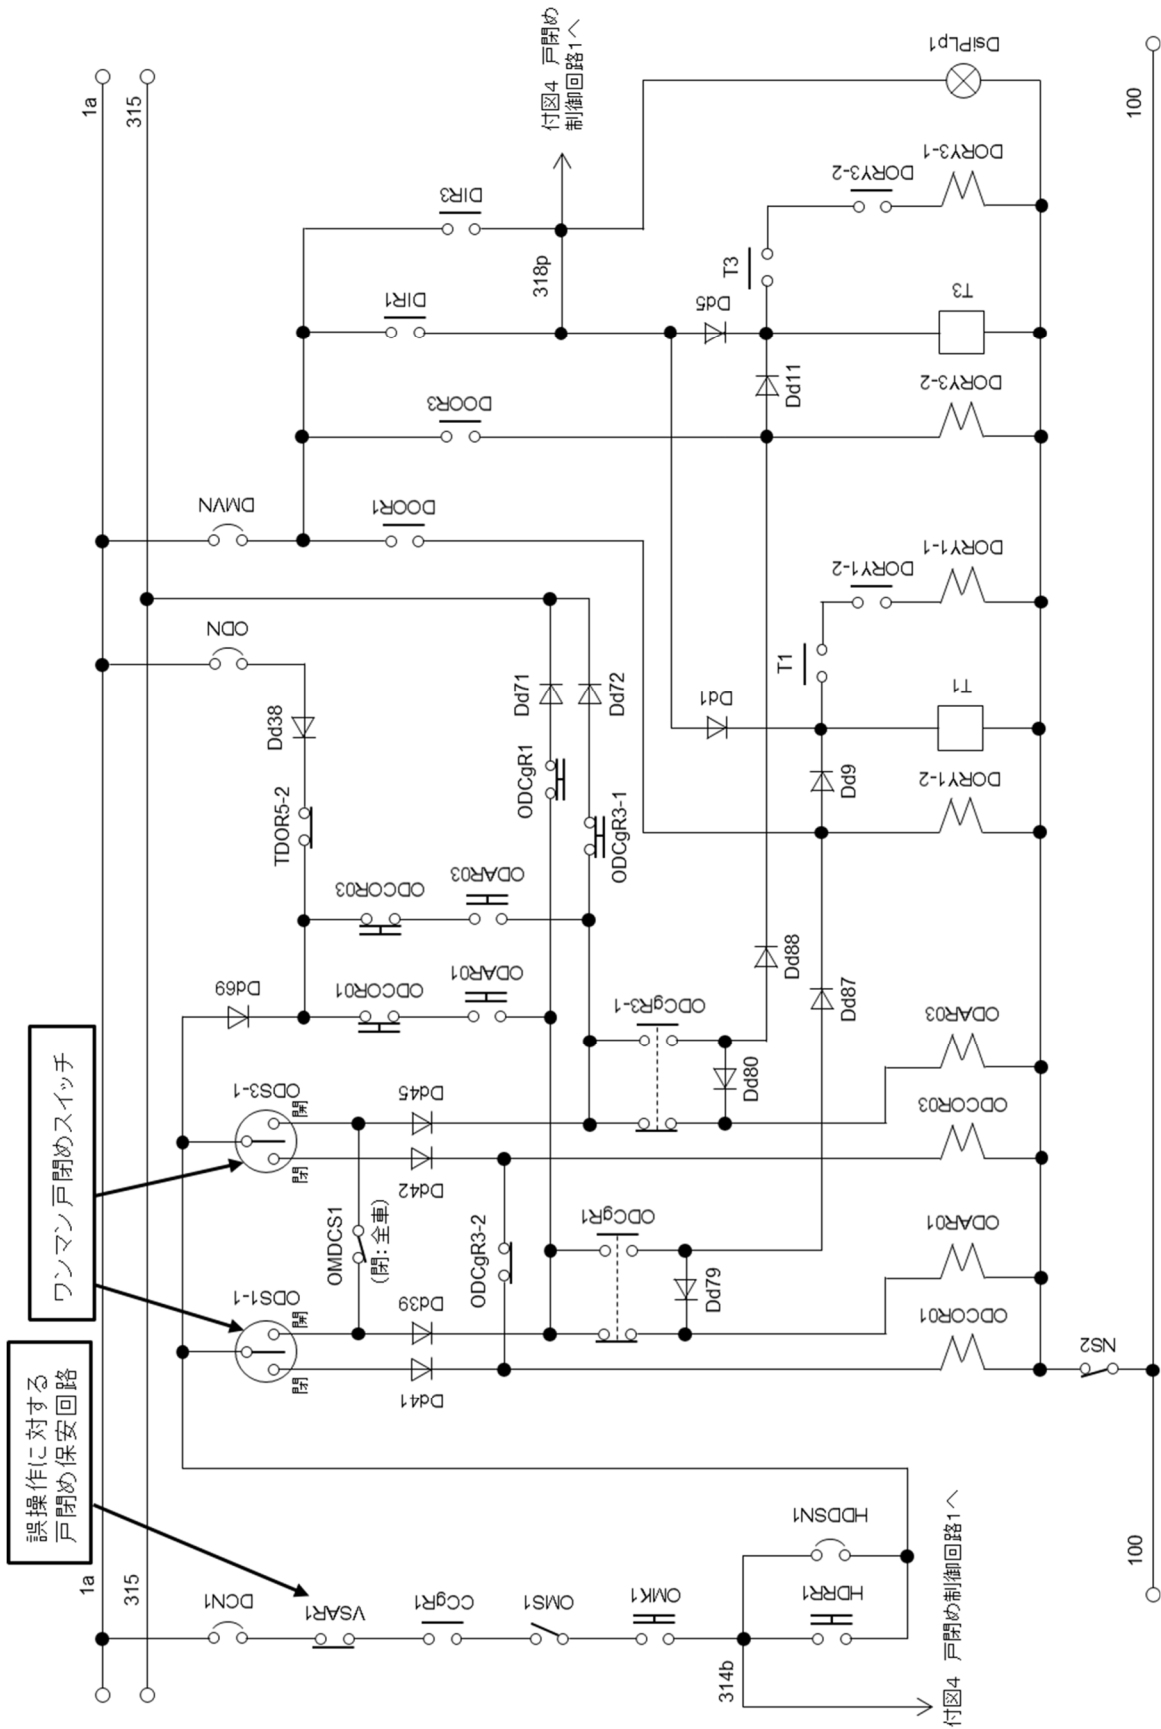 ワンマン戸閉めスイッチ
誤操作に対する
戸閉め保安回路
1a
315
1a
315
100
100
付図4 戸閉め
制御回路1へ
付図4 戸閉め制御回路1へ
DCN1
VSAR1
CCgR1
OMS1
OMK1
314b
HDRR1
HDDSN1
ODS1-1
閉
開
ODS3-1
閉
開
Dd41
Dd39
OMDCS1
(閉:全車)
Dd42
Dd45
ODCgR3-2
ODCgR1
Dd79
ODCgR3-1
Dd80
ODCOR01
ODAR01
ODCOR03
ODAR03
NS2
Dd69
ODCOR01
ODAR01
ODCOR03
ODAR03
TDOR5-2
Dd38
ODN
ODCgR1
Dd71
ODCgR3-1
Dd72
Dd87
Dd88
DMVN
DOOR1
DOOR3
DIR1
DIR3
318p
Dd1
Dd9
T1
T1
DORY1-2
DORY1-2
DORY1-1
Dd5
Dd11
T3
T3
DORY3-2
DORY3-2
DORY3-1
DsiPLp1